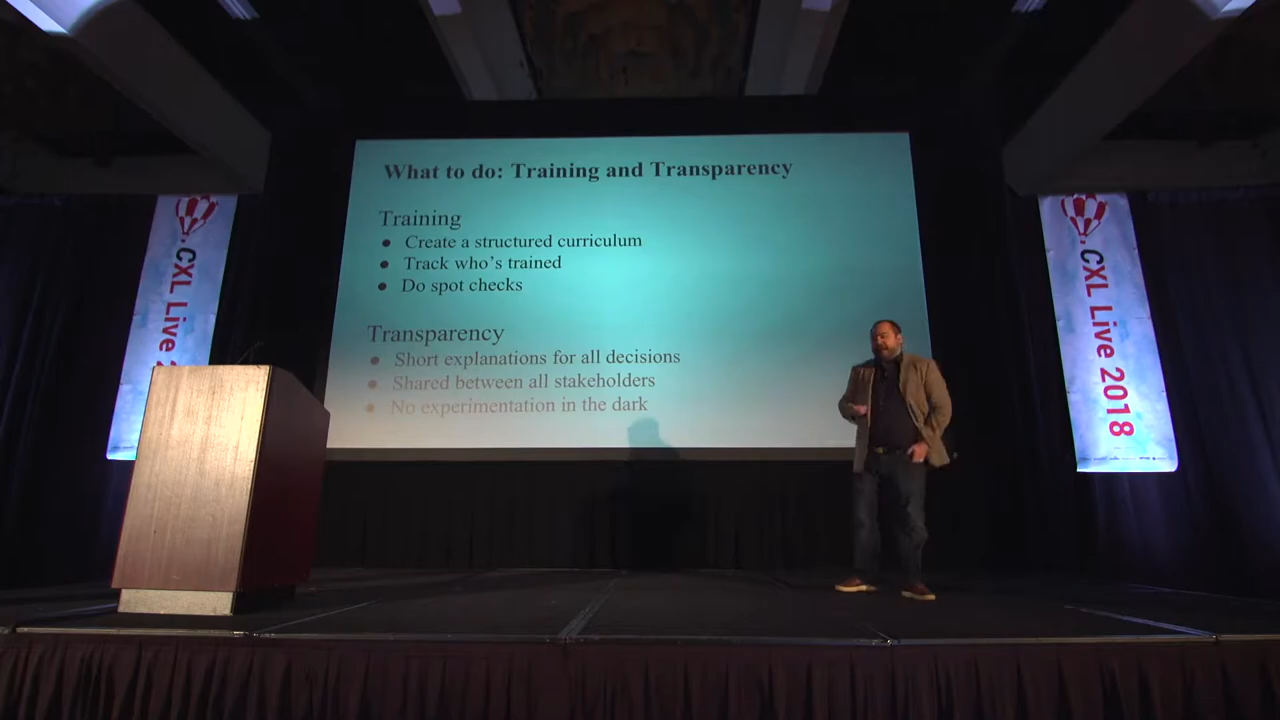 What to do: Training and Transparency
Training
● Create a structured curriculum
● Track who's trained
● Do spot checks
Transparency
● Short explanations for all decisions
● Shared between all stakeholders
● No experimentation in the dark
CXL Live 2
CXL Live 2018